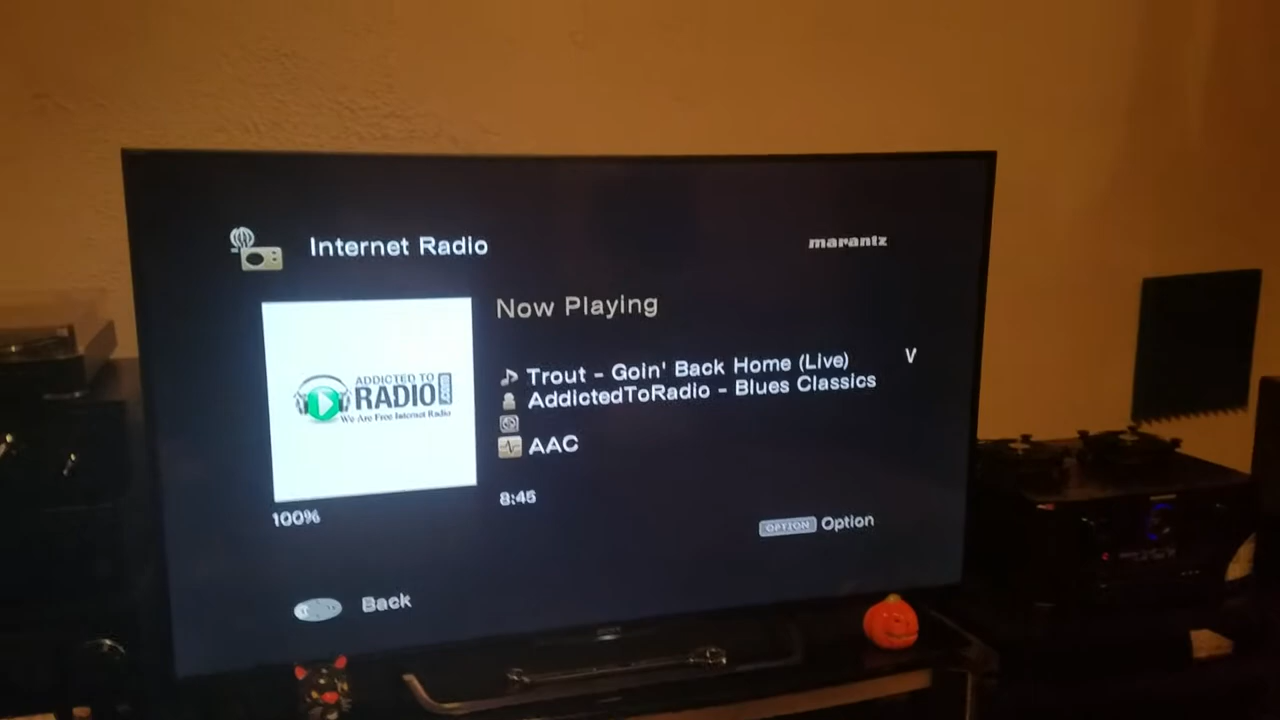 Internet Radio
marantz
Now Playing
V
Trout - Goin' Back Home (Live)
AddictedToRadio - Blues Classics
AAC
8:45
ADDICTED TO
RADIO
We Are Free Internet Radio
100%
OPTION Option
Back